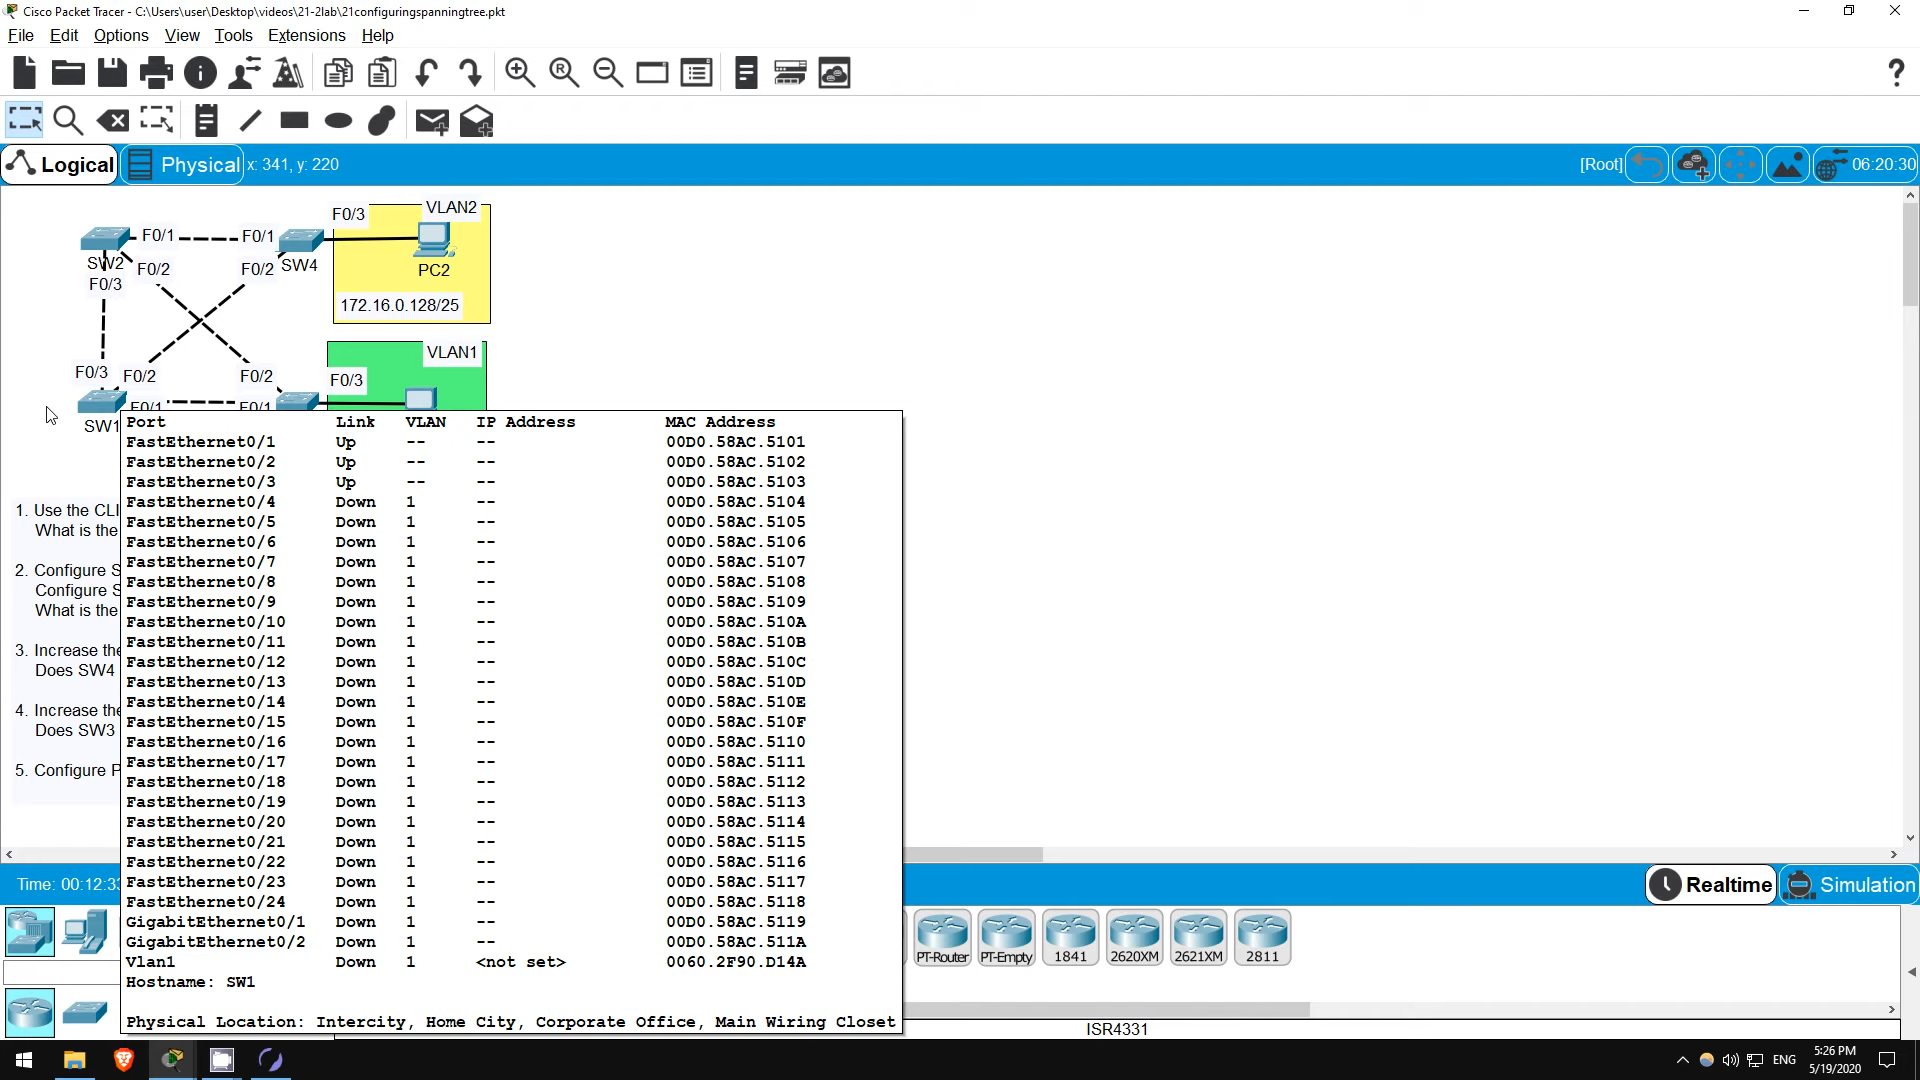 Cisco Packet Tracer - C:\Users\user\Desktop\videos\21-2lab\21configuringspanningtree.pkt
File Edit Options View Tools Extensions Help
?
Logical Physical x: 341, y: 220 [Root] 06:20:30
F0/3 VLAN2
F0/1 F0/1
SW2 F0/2 F0/2 SW4 PC2
F0/3
172.16.0.128/25
VLAN1
F0/3 F0/2 F0/2 F0/3
F0/1 F0/1
SW1
1. Use the CLI
What is the
2. Configure S
Configure S
What is the
3. Increase the
Does SW4
4. Increase the
Does SW3
5. Configure P
Port Link VLAN IP Address MAC Address
FastEthernet0/1 Up -- -- 00D0.58AC.5101
FastEthernet0/2 Up -- -- 00D0.58AC.5102
FastEthernet0/3 Up -- -- 00D0.58AC.5103
FastEthernet0/4 Down 1 -- 00D0.58AC.5104
FastEthernet0/5 Down 1 -- 00D0.58AC.5105
FastEthernet0/6 Down 1 -- 00D0.58AC.5106
FastEthernet0/7 Down 1 -- 00D0.58AC.5107
FastEthernet0/8 Down 1 -- 00D0.58AC.5108
FastEthernet0/9 Down 1 -- 00D0.58AC.5109
FastEthernet0/10 Down 1 -- 00D0.58AC.510A
FastEthernet0/11 Down 1 -- 00D0.58AC.510B
FastEthernet0/12 Down 1 -- 00D0.58AC.510C
FastEthernet0/13 Down 1 -- 00D0.58AC.510D
FastEthernet0/14 Down 1 -- 00D0.58AC.510E
FastEthernet0/15 Down 1 -- 00D0.58AC.510F
FastEthernet0/16 Down 1 -- 00D0.58AC.5110
FastEthernet0/17 Down 1 -- 00D0.58AC.5111
FastEthernet0/18 Down 1 -- 00D0.58AC.5112
FastEthernet0/19 Down 1 -- 00D0.58AC.5113
FastEthernet0/20 Down 1 -- 00D0.58AC.5114
FastEthernet0/21 Down 1 -- 00D0.58AC.5115
FastEthernet0/22 Down 1 -- 00D0.58AC.5116
FastEthernet0/23 Down 1 -- 00D0.58AC.5117
FastEthernet0/24 Down 1 -- 00D0.58AC.5118
GigabitEthernet0/1 Down 1 -- 00D0.58AC.5119
GigabitEthernet0/2 Down 1 -- 00D0.58AC.511A
Vlan1 Down 1 <not set> 0060.2F90.D14A
Hostname: SW1
Physical Location: Intercity, Home City, Corporate Office, Main Wiring Closet
Time: 00:12:33 Realtime Simulation
PT-Router PT-Empty 1841 2620XM 2621XM 2811
ISR4331
ENG 5:26 PM
5/19/2020